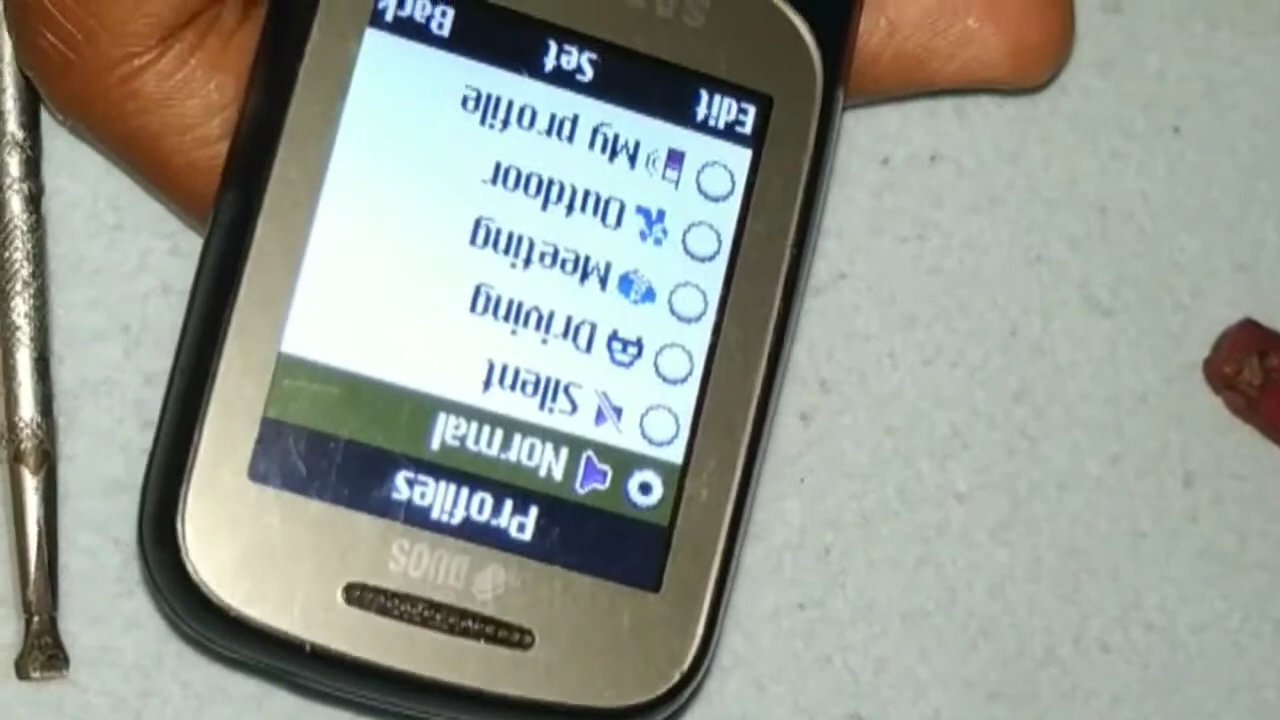 DUOS
Profiles
Normal
Silent
Driving
Meeting
Outdoor
My profile
Edit Set Back